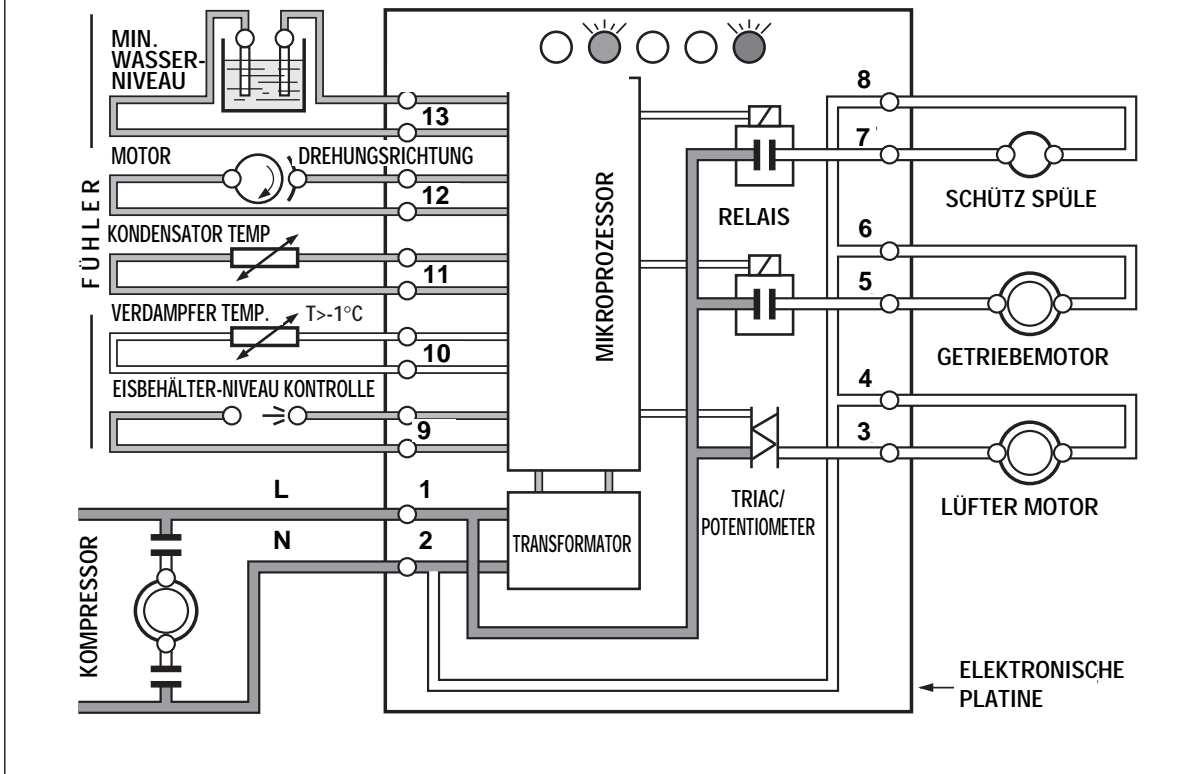 MIN.
WASSER-
NIVEAU
13
MOTOR
DREHUNGSRICHTUNG
12
KONDENSATOR TEMP
11
VERDAMPFER TEMP.
T>-1°C
10
EISBEHÄLTER-NIVEAU KONTROLLE
9
FÜHLER
L
1
N
2
KOMPRESSOR
MIKROPROZESSOR
TRANSFORMATOR
RELAIS
TRIAC/
POTENTIOMETER
8
7
SCHÜTZ SPÜLE
6
5
GETRIEBEMOTOR
4
3
LÜFTER MOTOR
ELEKTRONISCHE
PLATINE